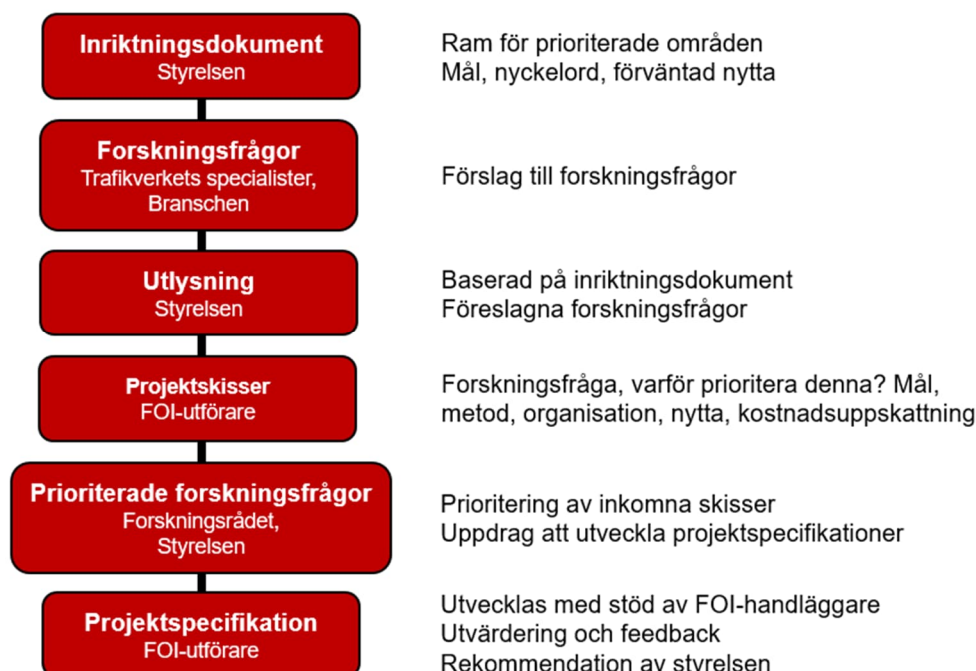 Inriktningsdokument
Styrelsen
Ram för prioriterade områden
Mål, nyckelord, förväntad nytta
Forskningsfrågor
Trafikverkets specialister,
Branschen
Förslag till forskningsfrågor
Utlysning
Styrelsen
Baserad på inriktningsdokument
Föreslagna forskningsfrågor
Projektskisser
FOI-utförare
Forskningsfråga, varför prioritera denna? Mål,
metod, organisation, nytta, kostnadsuppskattning
Prioriterade forskningsfrågor
Forskningsrådet,
Styrelsen
Prioritering av inkomna skisser
Uppdrag att utveckla projektspecifikationer
Projektspecifikation
FOI-utförare
Utvecklas med stöd av FOI-handläggare
Utvärdering och feedback
Rekommendation av styrelsen